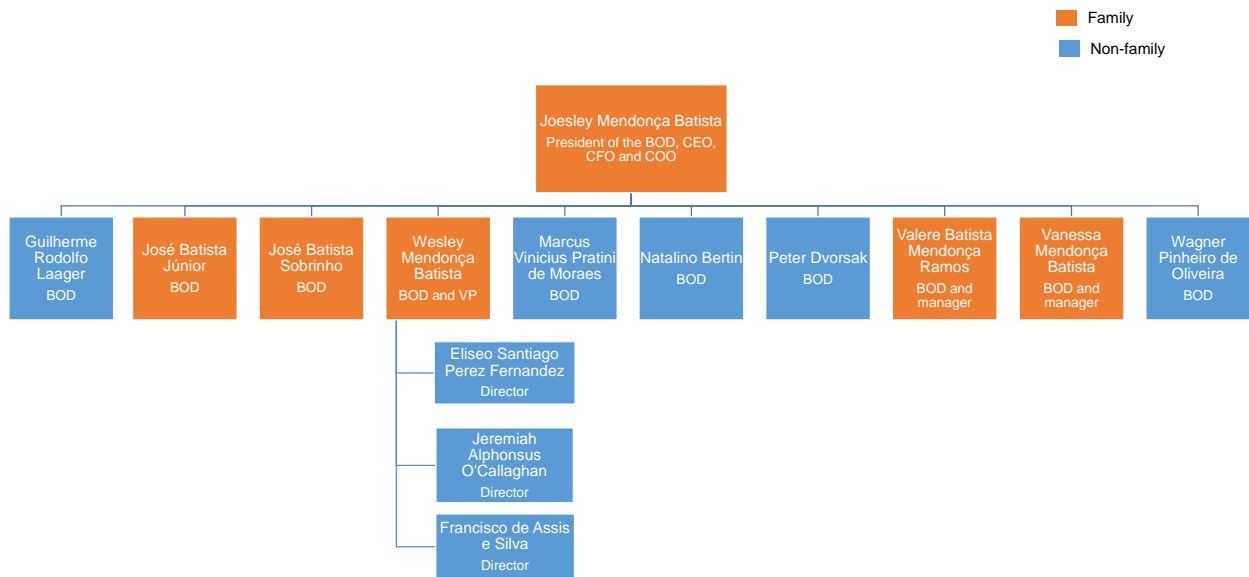 Family
Non-family
Joesley Mendonça Batista
President of the BOD, CEO,
CFO and COO
Guilherme
Rodolfo
Laager
BOD
José Batista
Júnior
BOD
José Batista
Sobrinho
BOD
Wesley
Mendonça
Batista
BOD and VP
Marcus
Vinicius Pratini
de Moraes
BOD
Natalino Bertin
BOD
Peter Dvorsak
BOD
Valere Batista
Mendonça
Ramos
BOD and
manager
Vanessa
Mendonça
Batista
BOD and
manager
Wagner
Pinheiro de
Oliveira
BOD
Eliseo Santiago
Perez Fernandez
Director
Jeremiah
Alphonsus
O'Callaghan
Director
Francisco de Assis
e Silva
Director